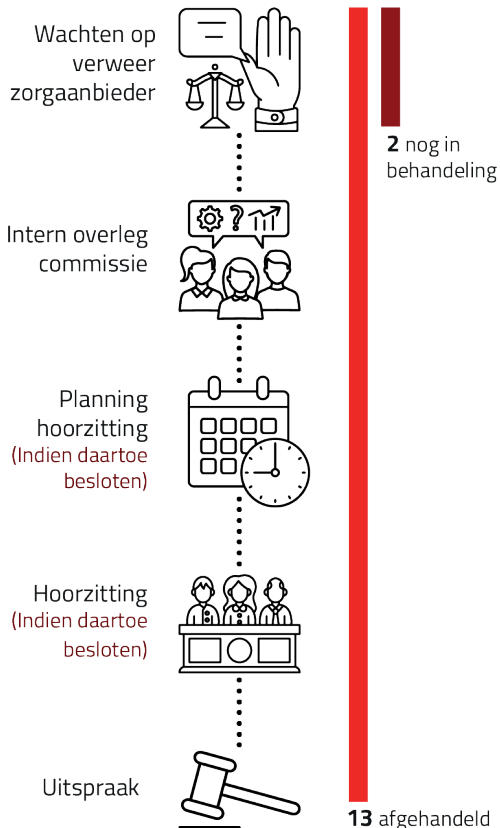 Wachten op
verweer
zorgaanbieder
2 nog in
behandeling
?
Intern overleg
commissie
Planning
hoorzitting
(Indien daartoe
besloten)
Hoorzitting
(Indien daartoe
besloten)
Uitspraak
13 afgehandeld